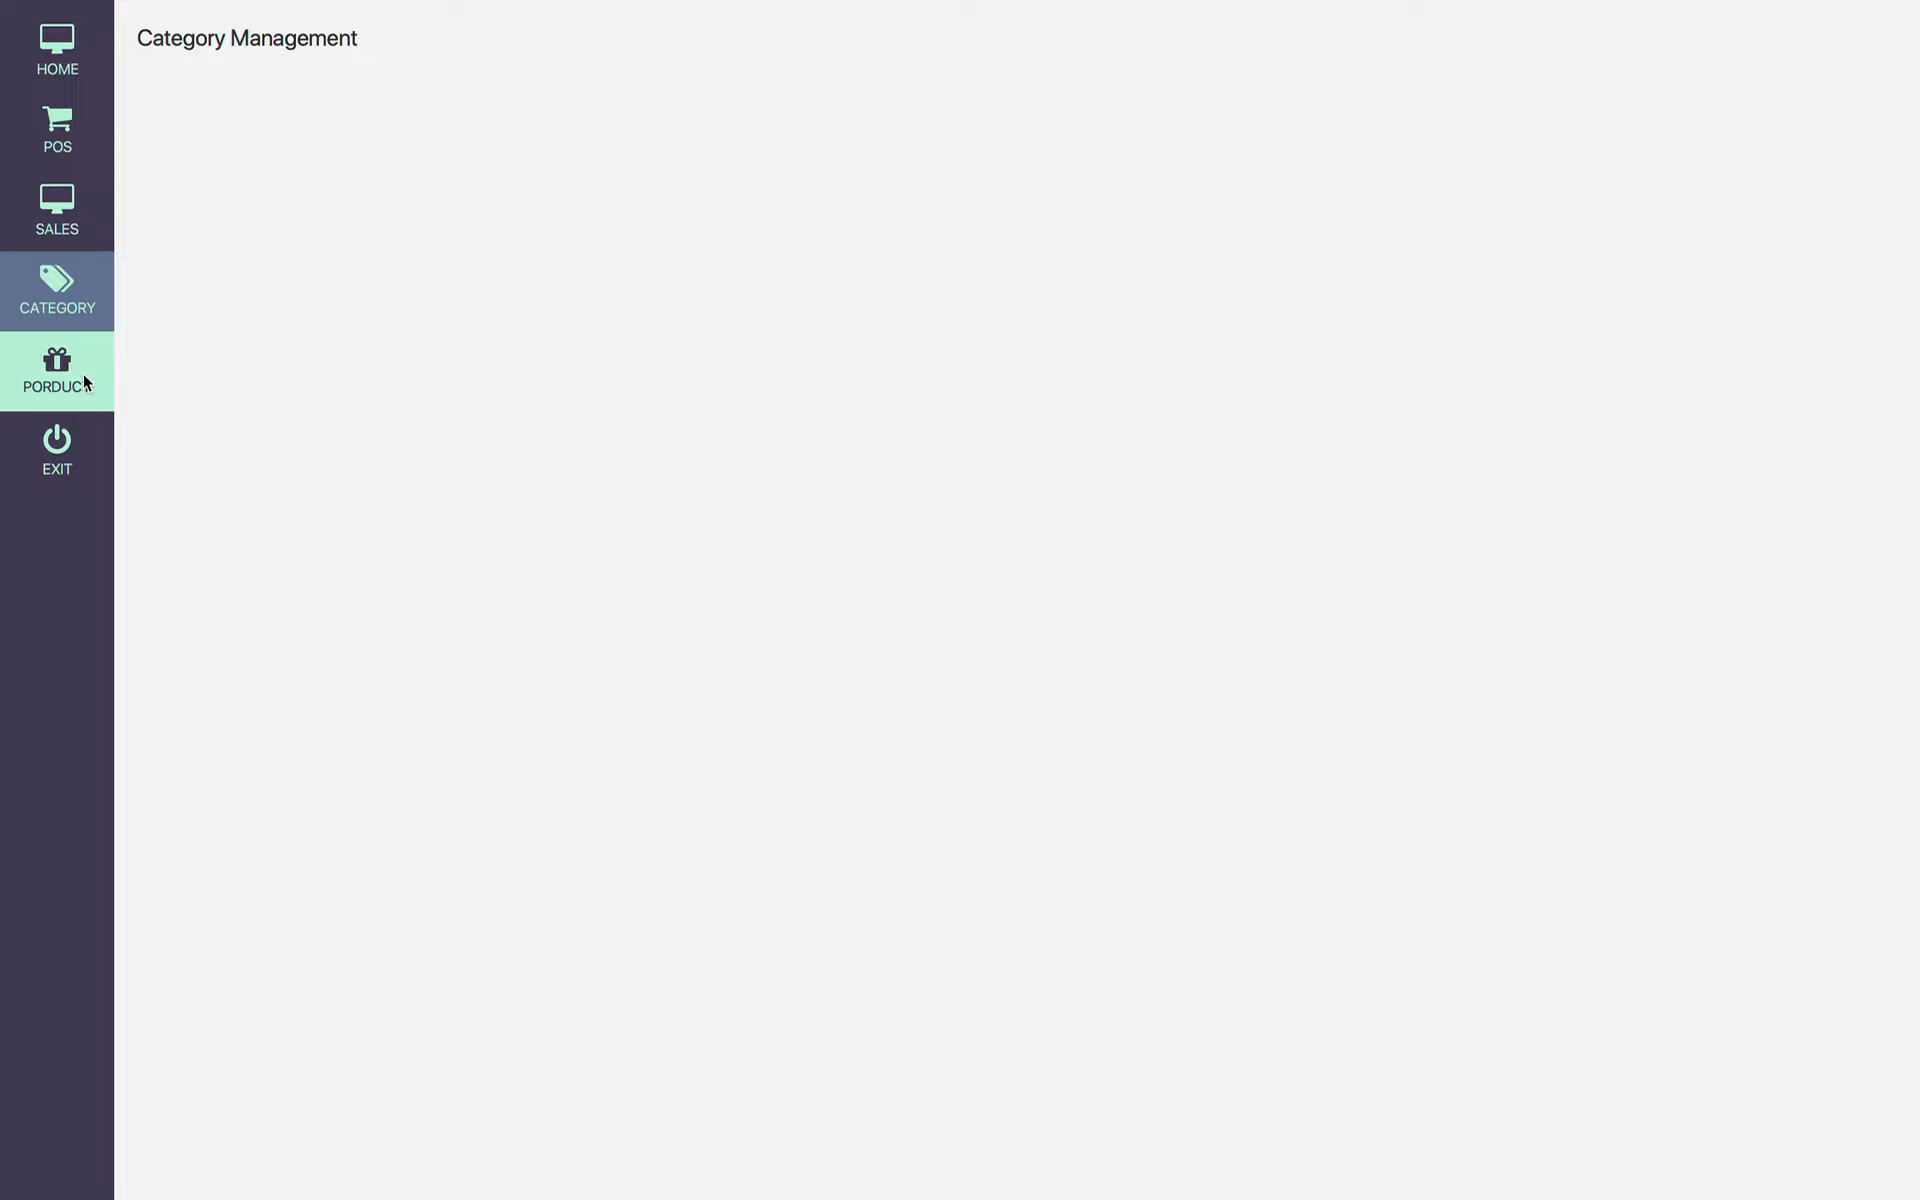 Category Management
HOME
POS
SALES
CATEGORY
PORDUC
EXIT